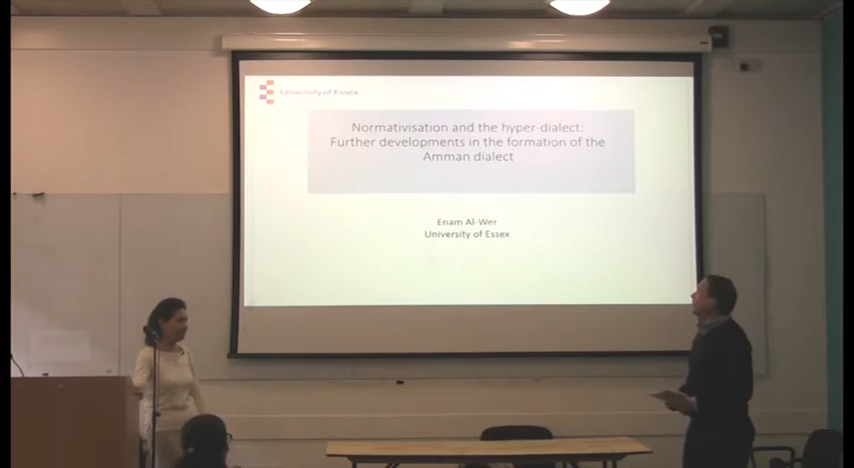 University of Essex
Normativisation and the hyper-dialect:
Further developments in the formation of the
Amman dialect
Enam Al-Wer
University of Essex